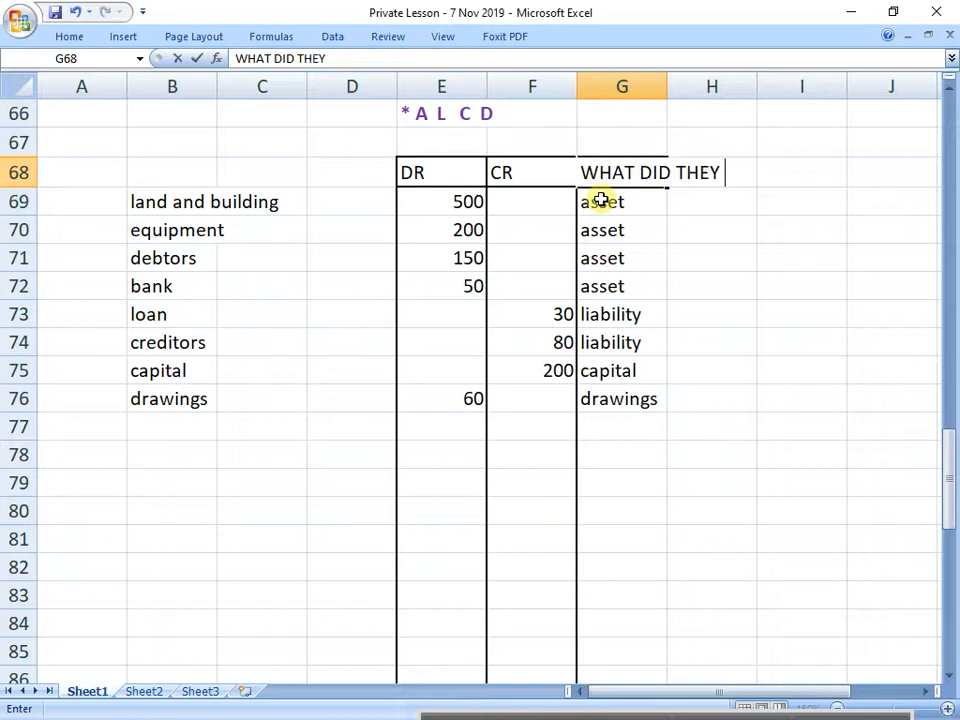 Private Lesson - 7 Nov 2019 - Microsoft Excel
Home Insert Page Layout Formulas Data Review View Foxit PDF
G68 fx WHAT DID THEY
A B C D E F G H I J
66 * A L C D
67
68 DR CR WHAT DID THEY
69 land and building 500 asset
70 equipment 200 asset
71 debtors 150 asset
72 bank 50 asset
73 loan 30 liability
74 creditors 80 liability
75 capital 200 capital
76 drawings 60 drawings
77
78
79
80
81
82
83
84
85
86
Sheet1 Sheet2 Sheet3
Enter